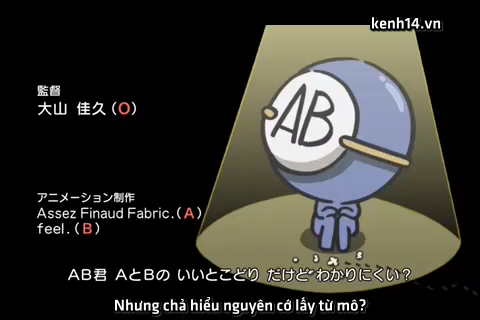 kenh14.vn
監督
大山 佳久(O)
AB
アニメーション制作
Assez Finaud Fabric.(A)
feel.(B)
AB君 AとBの いいとこどり だけど わかりにくい?
Nhưng chả hiểu nguyên cớ lấy từ mô?